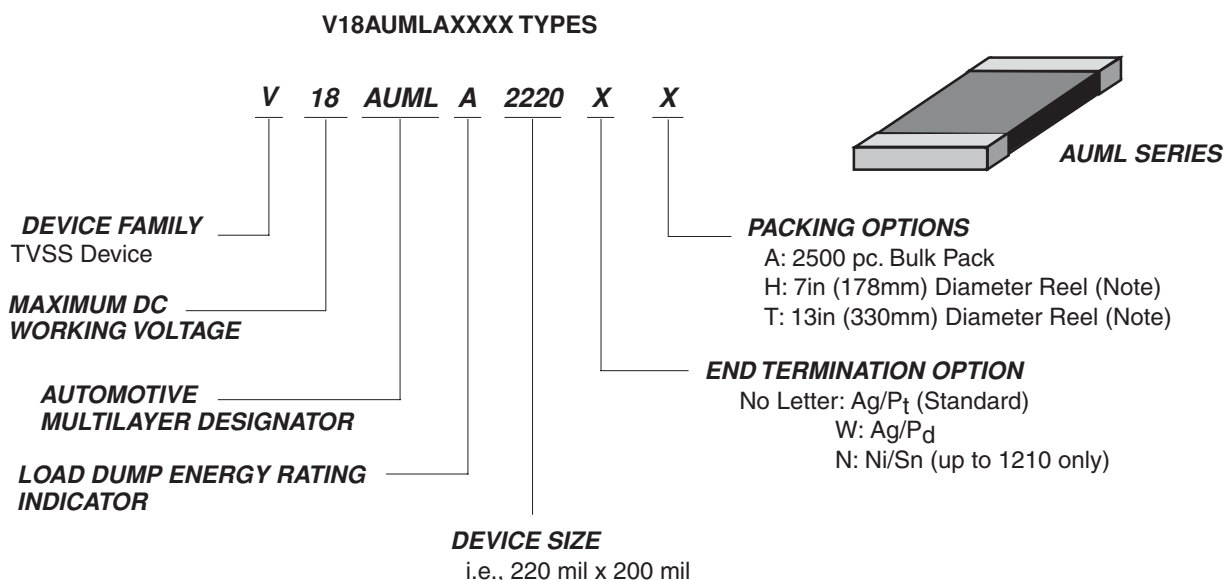 V18AUMLAXXXX TYPES
V 18 AUML A 2220 X X
AUML SERIES
DEVICE FAMILY
TVSS Device
MAXIMUM DC
WORKING VOLTAGE
AUTOMOTIVE
MULTILAYER DESIGNATOR
LOAD DUMP ENERGY RATING
INDICATOR
DEVICE SIZE
i.e., 220 mil x 200 mil
PACKING OPTIONS
A: 2500 pc. Bulk Pack
H: 7in (178mm) Diameter Reel (Note)
T: 13in (330mm) Diameter Reel (Note)
END TERMINATION OPTION
No Letter: Ag/Pt (Standard)
W: Ag/Pd
N: Ni/Sn (up to 1210 only)